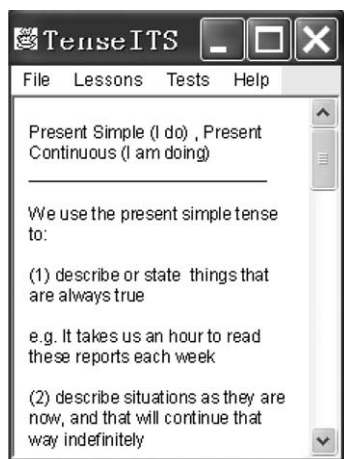 TenseITS
File Lessons Tests Help
Present Simple (I do) , Present
Continuous (I am doing)
We use the present simple tense
to:
(1) describe or state things that
are always true
e.g. It takes us an hour to read
these reports each week
(2) describe situations as they are
now, and that will continue that
way indefinitely